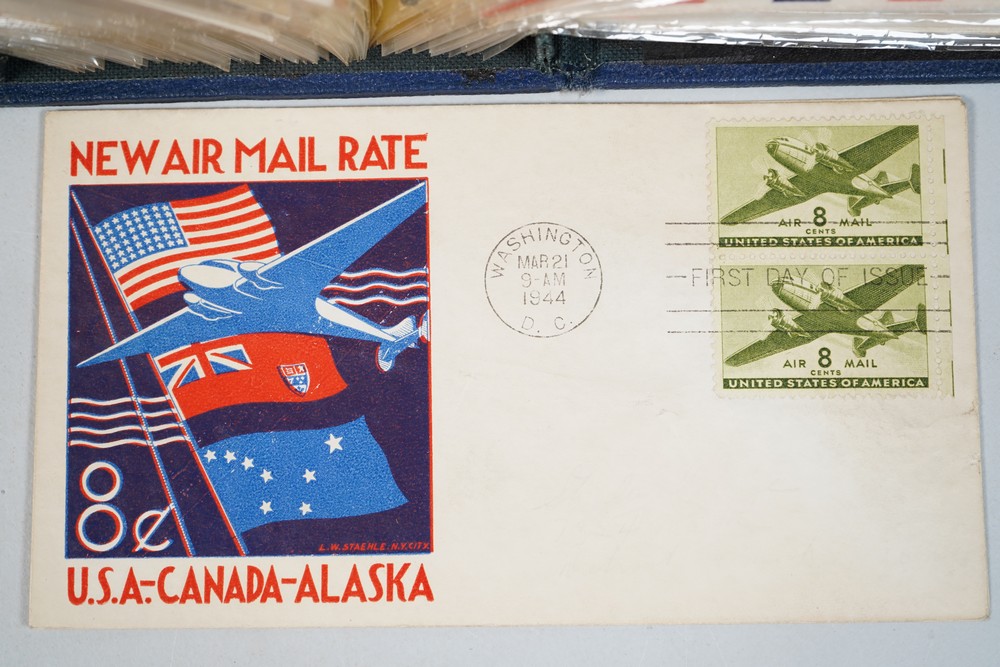 NEW AIR MAIL RATE
8¢
L.W. STAEHLE. N.Y. CITY.
U.S.A.-CANADA-ALASKA
WASHINGTON
MAR 21
9-AM
1944
D. C.
AIR 8 MAIL
CENTS
UNITED STATES OF AMERICA
FIRST DAY OF ISSUE
AIR 8 MAIL
CENTS
UNITED STATES OF AMERICA